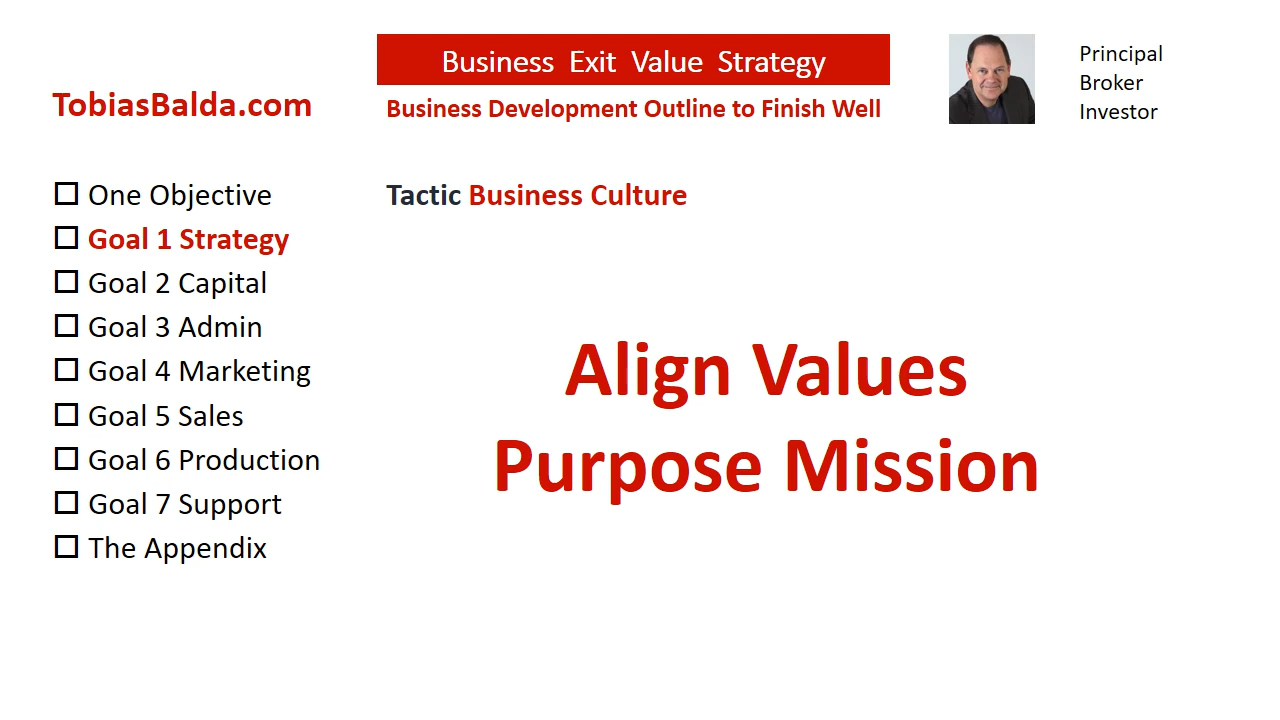 Business Exit Value Strategy
TobiasBalda.com
Business Development Outline to Finish Well
Principal
Broker
Investor
One Objective
Goal 1 Strategy
Goal 2 Capital
Goal 3 Admin
Goal 4 Marketing
Goal 5 Sales
Goal 6 Production
Goal 7 Support
The Appendix
Tactic Business Culture
Align Values
Purpose Mission